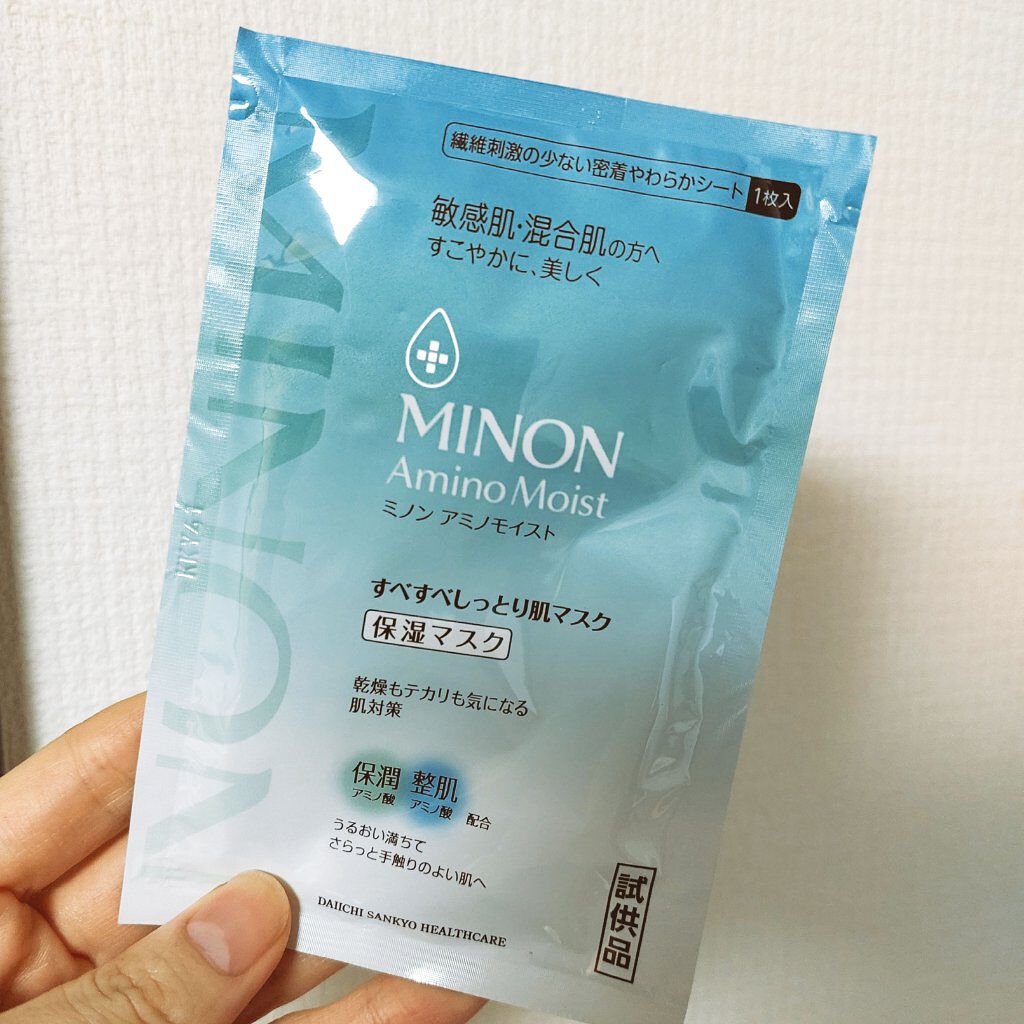 MINON
繊維刺激の少ない密着やわらかシート 1枚入
敏感肌・混合肌の方へ
すこやかに、美しく
MINON
Amino Moist
ミノン アミノモイスト
すべすべしっとり肌マスク
保湿マスク
乾燥もテカリも気になる
肌対策
保潤 整肌
アミノ酸 アミノ酸 配合
うるおい満ちて
さらっと手触りのよい肌へ
DAIICHI SANKYO HEALTHCARE
試供品